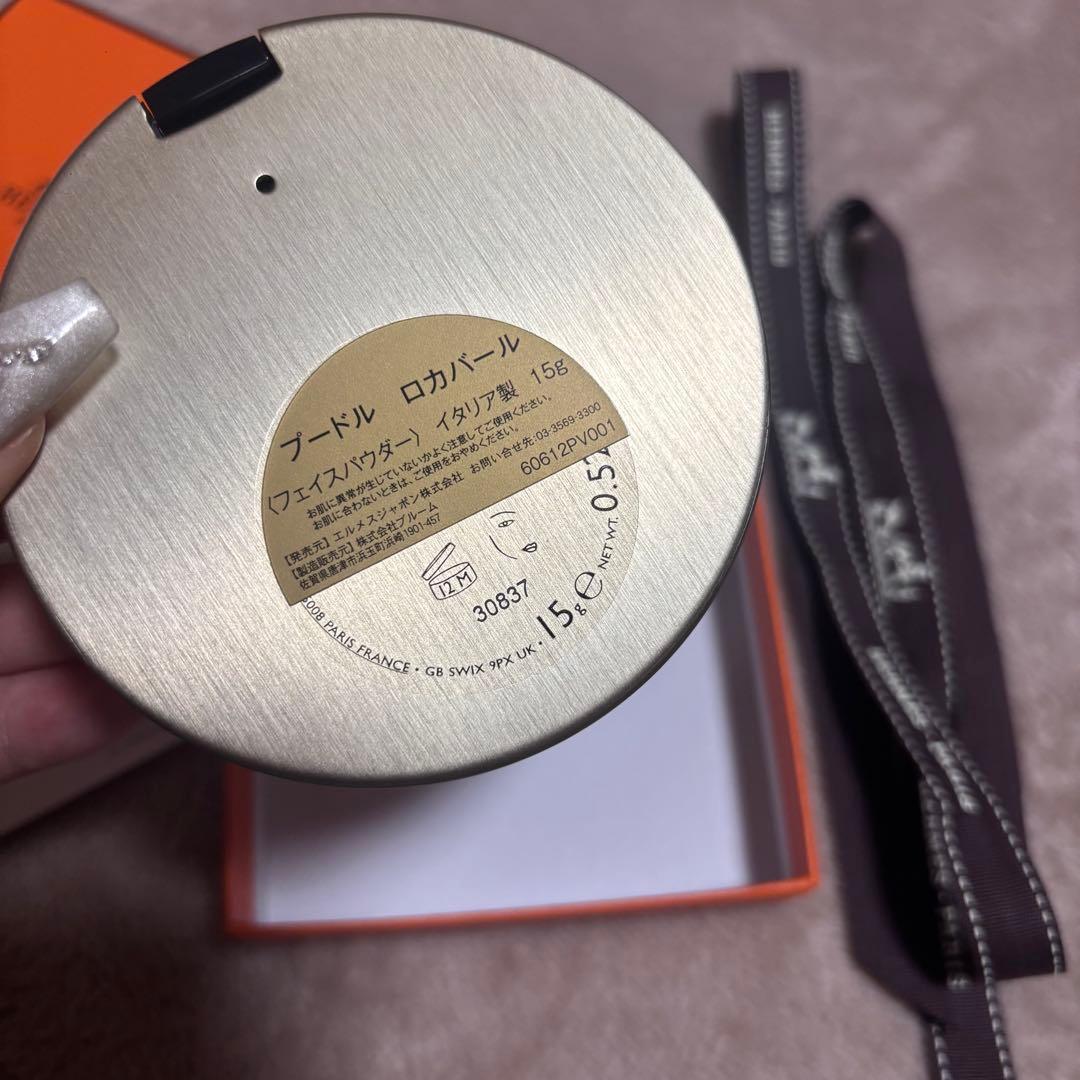 プードル ロカバール
〈フェイスパウダー〉 イタリア製 15g
お肌に異常が生じていないかよく注意してご使用ください。
お肌に合わないときは、ご使用をおやめください。
【発売元】エルメスジャポン株式会社 お問い合せ先:03-3569-3300
【製造販売元】株式会社プルーム
佐賀県唐津市浜玉町浜崎1901-457
60612PV001
12 M
30837
5008 PARIS FRANCE • GB SW1X 9PX UK • 15g e NET WT. 0.52